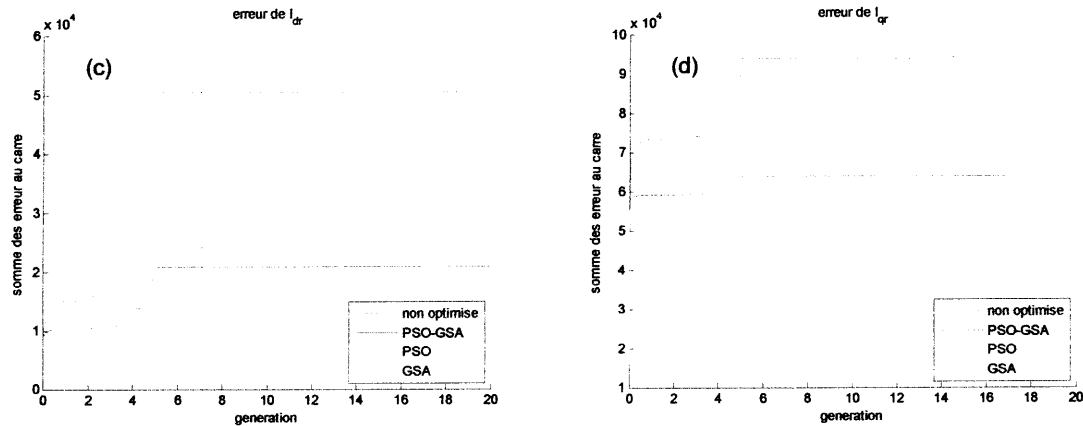 erreur de I_dr
x 10^4
(c)
somme des erreur au carre
6
5
4
3
2
1
0
0 2 4 6 8 10 12 14 16 18 20
generation
non optimise
PSO-GSA
PSO
GSA
erreur de I_qr
x 10^4
(d)
somme des erreur au carre
10
9
8
7
6
5
4
3
2
1
0 2 4 6 8 10 12 14 16 18 20
generation
non optimise
PSO-GSA
PSO
GSA